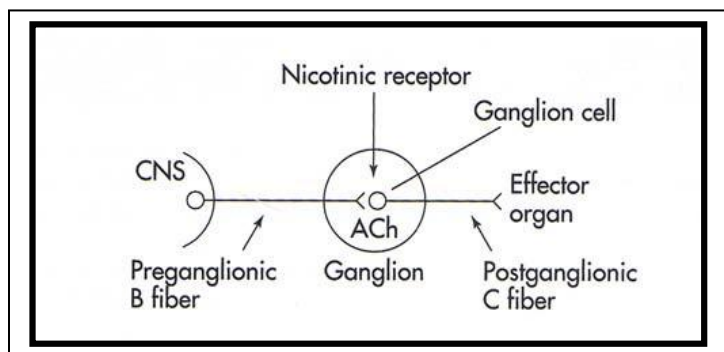 Nicotinic receptor
Ganglion cell
CNS
Effector
organ
ACh
Preganglionic
B fiber
Ganglion
Postganglionic
C fiber